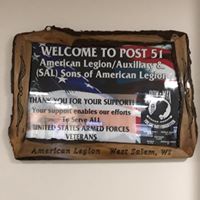 WELCOME TO POST 51
American Legion/Auxiliary &
(SAL) Sons of American Legion
THANK YOU FOR YOUR SUPPORT!
Your support enables our efforts
To Serve ALL
UNITED STATES ARMED FORCES
VETERANS
American Legion West Salem, WI